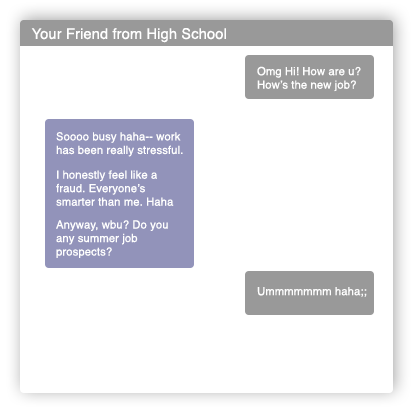 Your Friend from High School
Omg Hi! How are u?
How's the new job?
Soooo busy haha-- work
has been really stressful.
I honestly feel like a
fraud. Everyone's
smarter than me. Haha
Anyway, wbu? Do you
any summer job
prospects?
Ummmmmmm haha;;